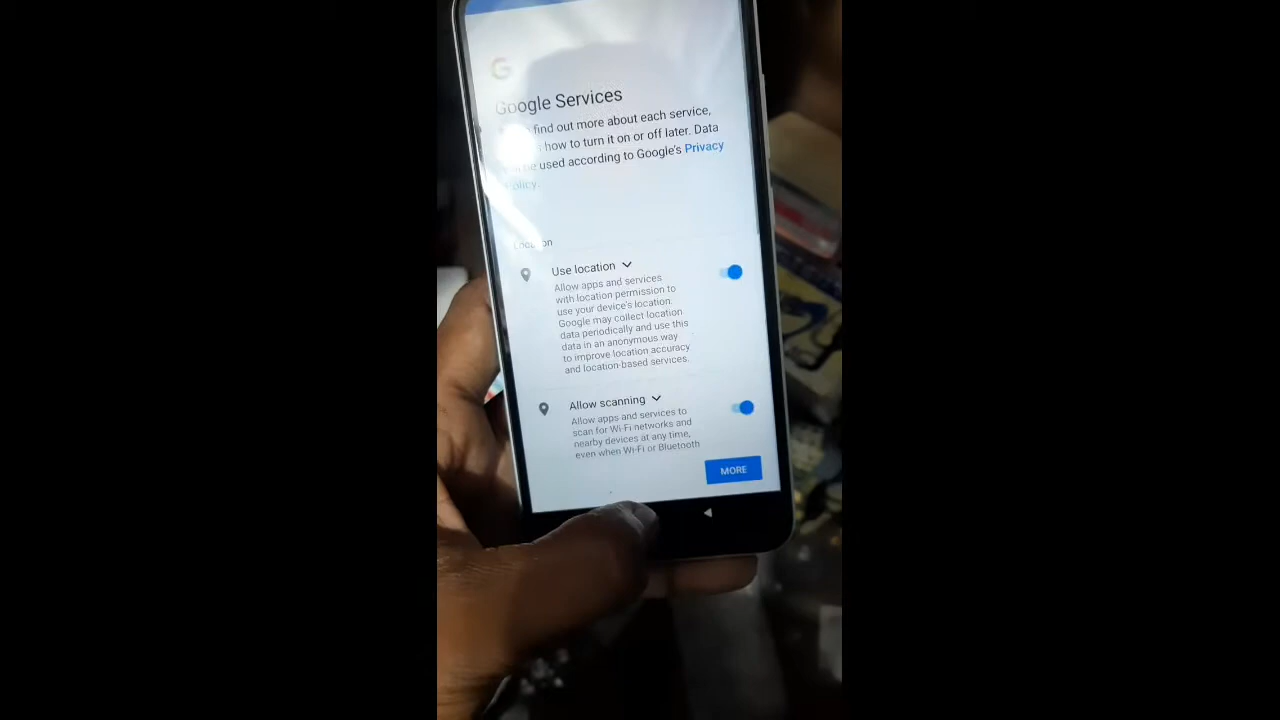 Google Services
find out more about each service,
how to turn it on or off later. Data
be used according to Google's Privacy
Policy.
Location
Use location
Allow apps and services
with location permission to
use your device's location.
Google may collect location
data periodically and use this
data in an anonymous way
to improve location accuracy
and location-based services.
Allow scanning
Allow apps and services to
scan for Wi-Fi networks and
nearby devices at any time,
even when Wi-Fi or Bluetooth
MORE